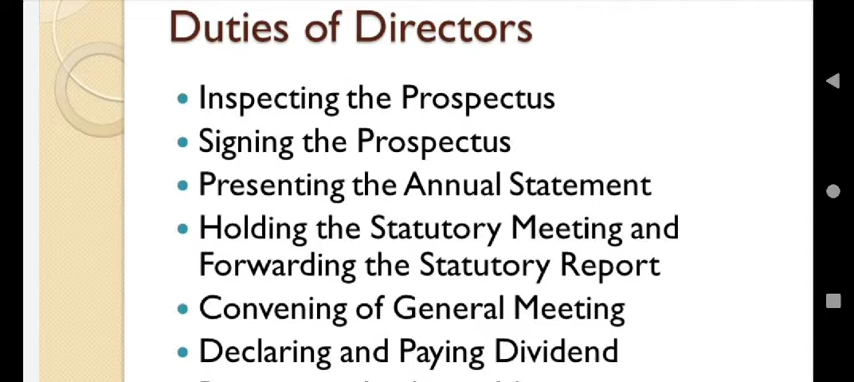 Duties of Directors
• Inspecting the Prospectus
• Signing the Prospectus
• Presenting the Annual Statement
• Holding the Statutory Meeting and
Forwarding the Statutory Report
• Convening of General Meeting
• Declaring and Paying Dividend